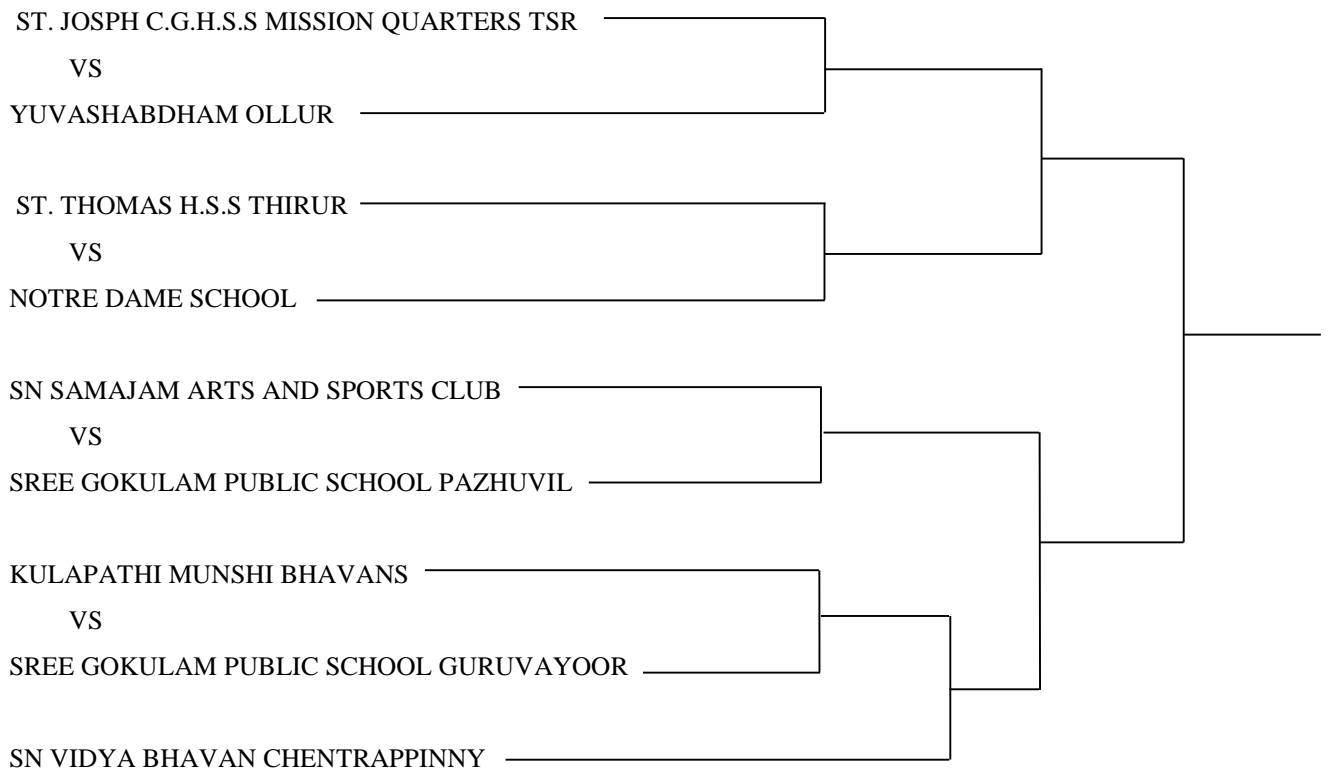 ST. JOSPH C.G.H.S.S MISSION QUARTERS TSR
VS
YUVASHABDHAM OLLUR
ST. THOMAS H.S.S THIRUR
VS
NOTRE DAME SCHOOL
SN SAMAJAM ARTS AND SPORTS CLUB
VS
SREE GOKULAM PUBLIC SCHOOL PAZHUVIL
KULAPATHI MUNSHI BHAVANS
VS
SREE GOKULAM PUBLIC SCHOOL GURUVAYOOR
SN VIDYA BHAVAN CHENTRAPPINNY